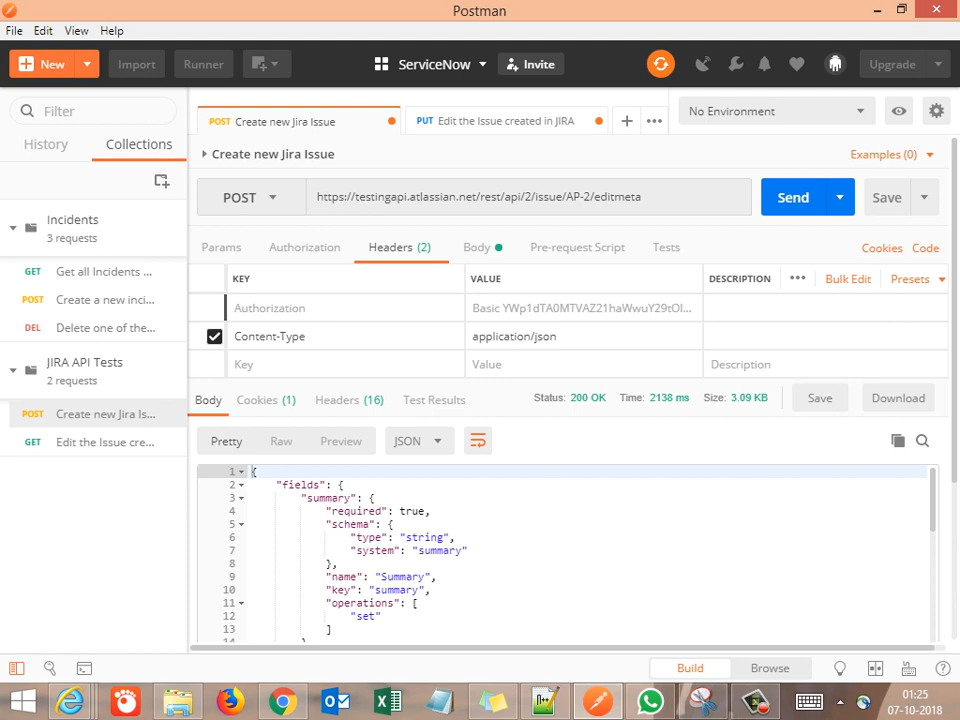 Postman
File Edit View Help
New Import Runner ServiceNow Invite Upgrade
Filter
History Collections
Incidents
3 requests
GET Get all Incidents ...
POST Create a new inci...
DEL Delete one of the...
JIRA API Tests
2 requests
POST Create new Jira Is...
GET Edit the Issue cre...
POST Create new Jira Issue
PUT Edit the Issue created in JIRA
No Environment
Create new Jira Issue
Examples (0)
POST https://testingapi.atlassian.net/rest/api/2/issue/AP-2/editmeta Send Save
Params Authorization Headers (2) Body Pre-request Script Tests Cookies Code
KEY VALUE DESCRIPTION Bulk Edit Presets
Authorization
Content-Type application/json
Key Value Description
Body Cookies (1) Headers (16) Test Results Status: 200 OK Time: 2138 ms Size: 3.09 KB Save Download
Pretty Raw Preview JSON
1 {
2 "fields": {
3 "summary": {
4 "required": true,
5 "schema": {
6 "type": "string",
7 "system": "summary"
8 },
9 "name": "Summary",
10 "key": "summary",
11 "operations": [
12 "set"
13 ]
Build Browse
01:25
07-10-2018